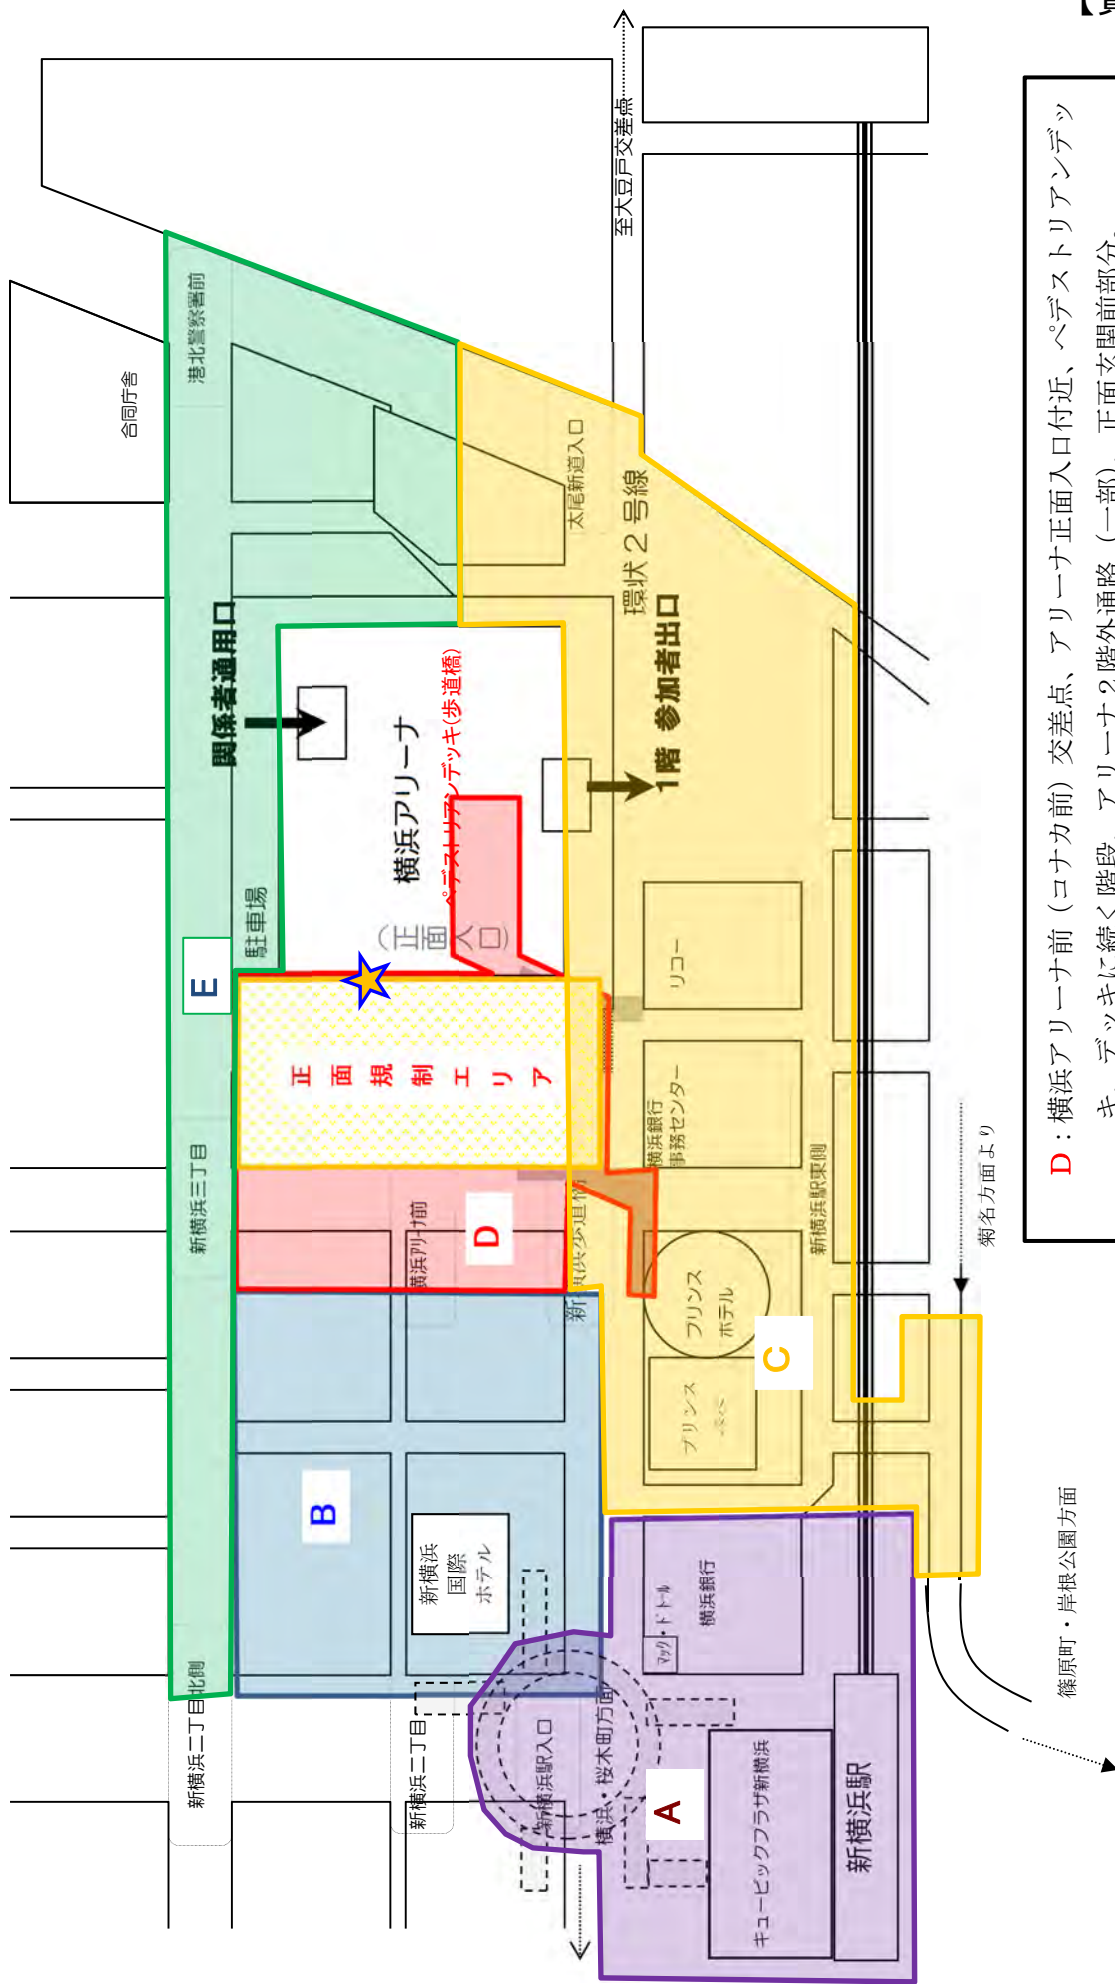 【資
合同庁舎
港北警察署前
至大豆戸交差点
太尾新道入口
環状２号線
関係者通用口
1階 参加者出口
横浜アリーナ
ペデストリアンデッキ(歩道橋)
(正面入口)
駐車場
E
正面規制エリア
リコー
横浜銀行
事務センター
新横浜三丁目
横浜ｱﾘｰﾅ前
D
新横浜歩道橋
新横浜駅東側
菊名方面より
プリンス
ホテル
プリンス
C
B
新横浜
国際
ホテル
マック・ドトール
横浜銀行
新横浜二丁目北側
新横浜二丁目
新横浜駅入口
横浜・桜木町方面
A
キュービックプラザ新横浜
新横浜駅
篠原町・岸根公園方面
D：横浜アリーナ前（コナカ前）交差点、アリーナ正面入口付近、ペデストリアンデッ
キ、デッキに続く階段、アリーナ２階外通路（一部）、正面玄関前部分。